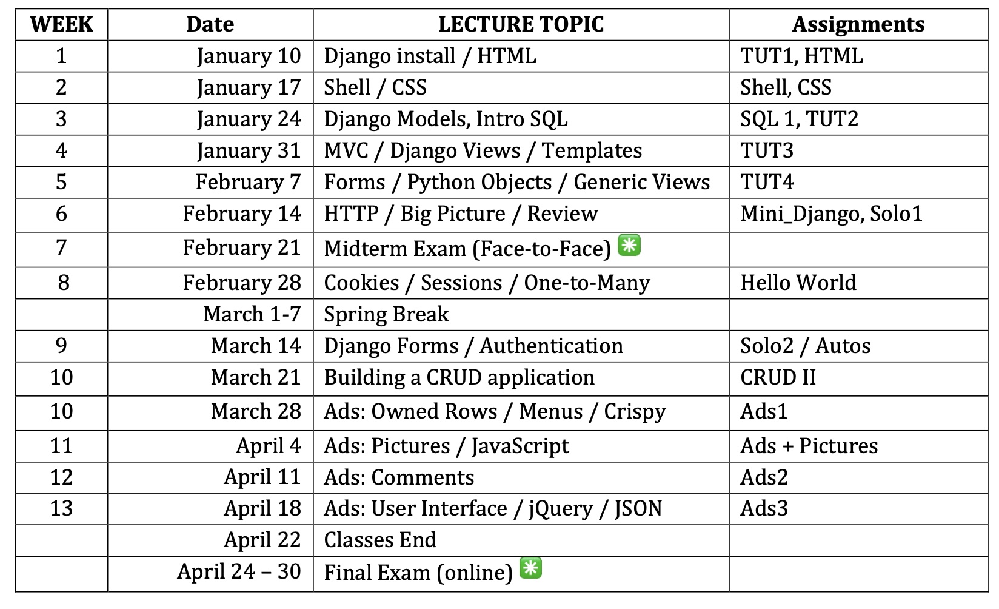 WEEK Date LECTURE TOPIC Assignments
1 January 10 Django install / HTML TUT1, HTML
2 January 17 Shell / CSS Shell, CSS
3 January 24 Django Models, Intro SQL SQL 1, TUT2
4 January 31 MVC / Django Views / Templates TUT3
5 February 7 Forms / Python Objects / Generic Views TUT4
6 February 14 HTTP / Big Picture / Review Mini_Django, Solo1
7 February 21 Midterm Exam (Face-to-Face) ✳️
8 February 28 Cookies / Sessions / One-to-Many Hello World
March 1-7 Spring Break
9 March 14 Django Forms / Authentication Solo2 / Autos
10 March 21 Building a CRUD application CRUD II
10 March 28 Ads: Owned Rows / Menus / Crispy Ads1
11 April 4 Ads: Pictures / JavaScript Ads + Pictures
12 April 11 Ads: Comments Ads2
13 April 18 Ads: User Interface / jQuery / JSON Ads3
April 22 Classes End
April 24 – 30 Final Exam (online) ✳️